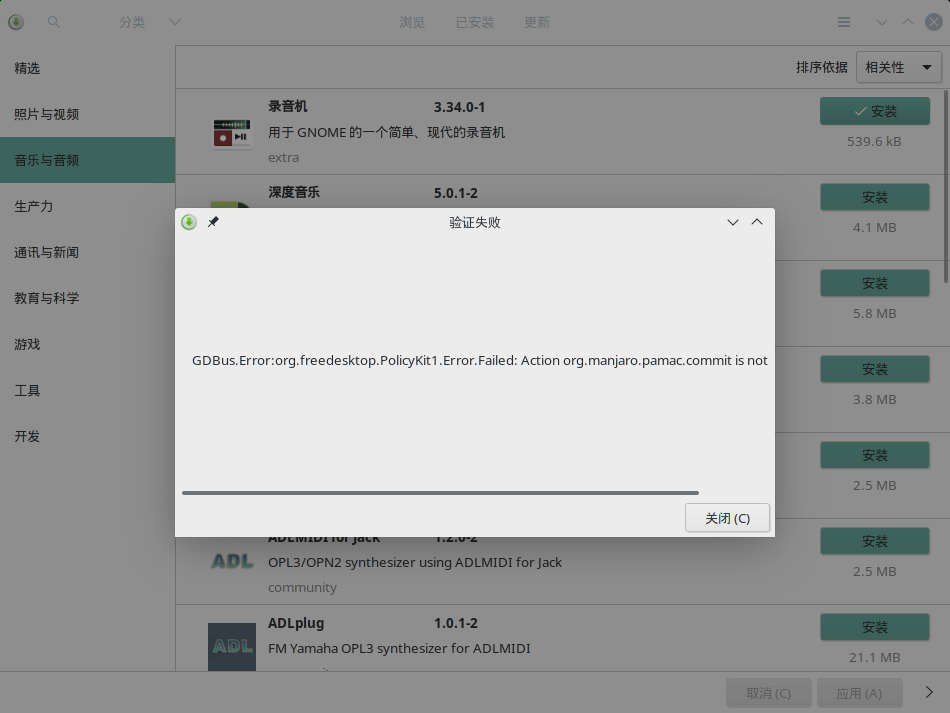 分类
浏览
已安装
更新
精选
照片与视频
音乐与音频
生产力
通讯与新闻
教育与科学
游戏
工具
开发
排序依据
相关性
录音机 3.34.0-1
安装
用于 GNOME 的一个简单、现代的录音机
539.6 kB
extra
深度音乐 5.0.1-2
安装
4.1 MB
验证失败
GDBus.Error:org.freedesktop.PolicyKit1.Error.Failed: Action org.manjaro.pamac.commit is not
关闭 (C)
安装
5.8 MB
安装
3.8 MB
安装
2.5 MB
ADLMIDI for Jack 1.2.0-2
安装
OPL3/OPN2 synthesizer using ADLMIDI for Jack
2.5 MB
community
ADL
ADLplug 1.0.1-2
安装
FM Yamaha OPL3 synthesizer for ADLMIDI
21.1 MB
ADL
取消 (C)
应用 (A)